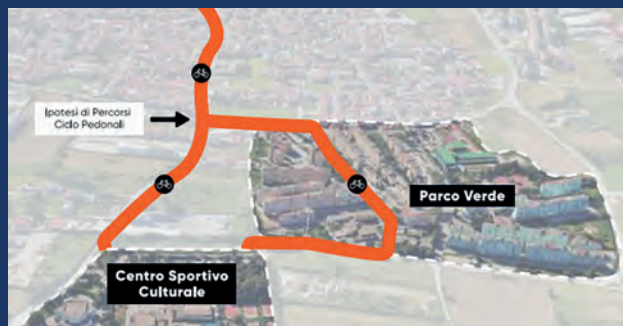 Ipotesi di Percorsi
Ciclo Pedonali
Parco Verde
Centro Sportivo
Culturale